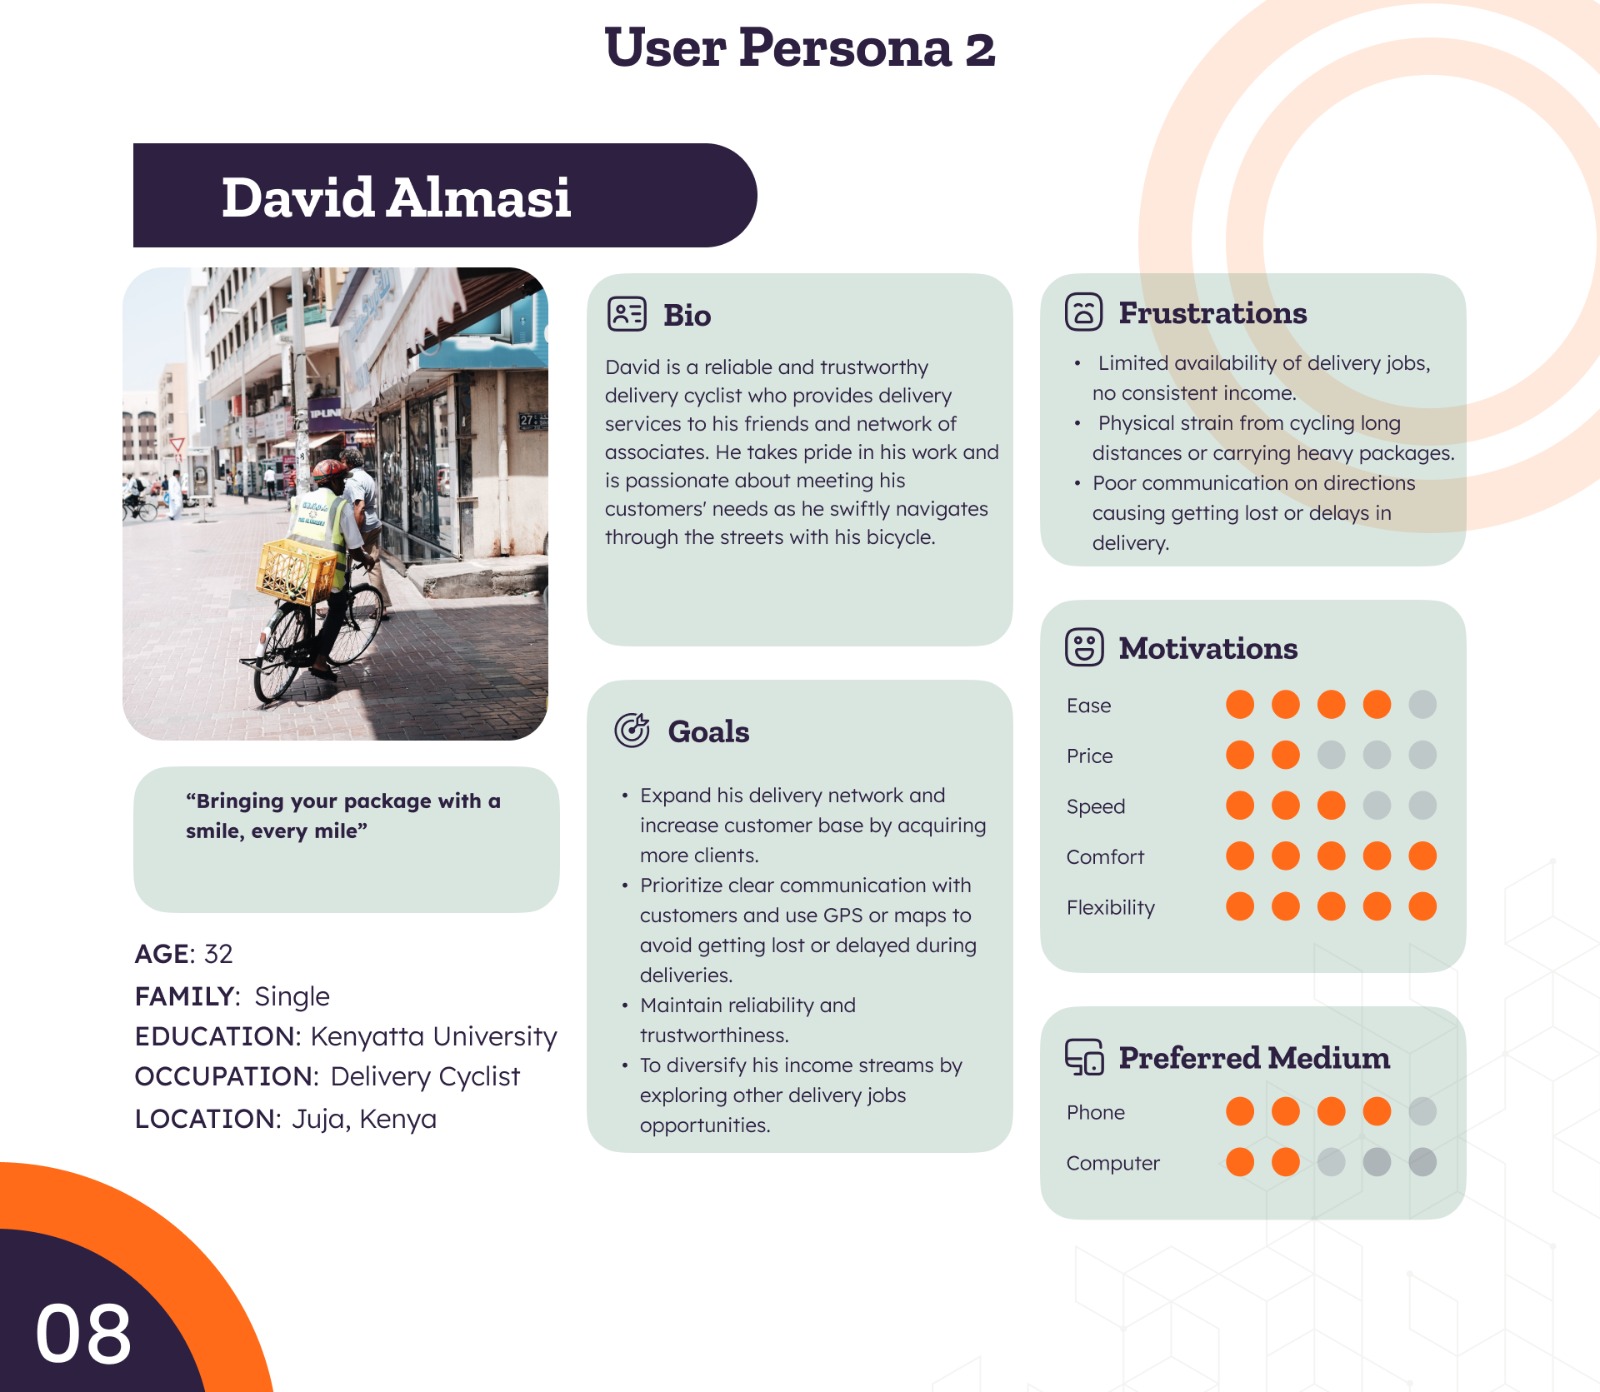 User Persona 2
David Almasi
27
“Bringing your package with a
smile, every mile”
AGE: 32
FAMILY: Single
EDUCATION: Kenyatta University
OCCUPATION: Delivery Cyclist
LOCATION: Juja, Kenya
Bio
David is a reliable and trustworthy
delivery cyclist who provides delivery
services to his friends and network of
associates. He takes pride in his work and
is passionate about meeting his
customers' needs as he swiftly navigates
through the streets with his bicycle.
Goals
• Expand his delivery network and
increase customer base by acquiring
more clients.
• Prioritize clear communication with
customers and use GPS or maps to
avoid getting lost or delayed during
deliveries.
• Maintain reliability and
trustworthiness.
• To diversify his income streams by
exploring other delivery jobs
opportunities.
Frustrations
• Limited availability of delivery jobs,
no consistent income.
• Physical strain from cycling long
distances or carrying heavy packages.
• Poor communication on directions
causing getting lost or delays in
delivery.
Motivations
Ease
Price
Speed
Comfort
Flexibility
Preferred Medium
Phone
Computer
08